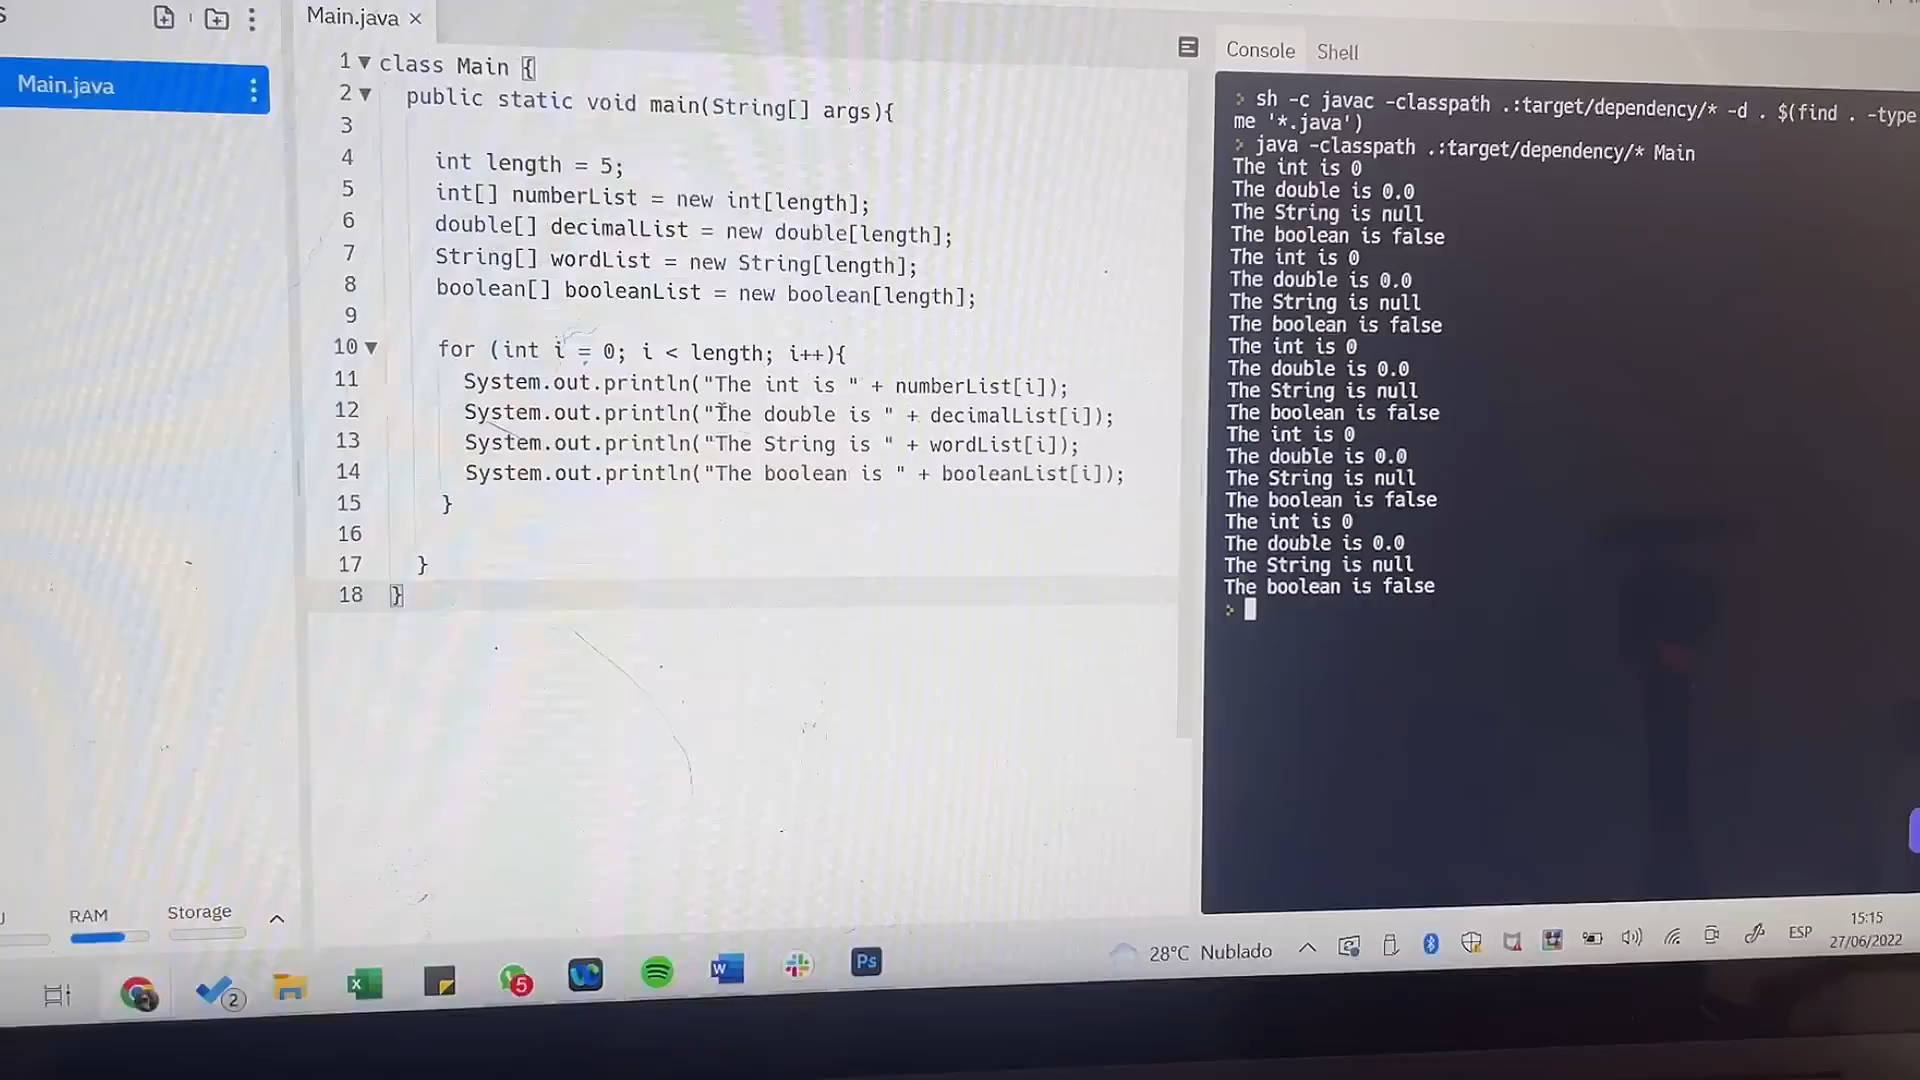 Main.java
Main.java ×
1 class Main {
2 public static void main(String[] args){
3
4 int length = 5;
5 int[] numberList = new int[length];
6 double[] decimalList = new double[length];
7 String[] wordList = new String[length];
8 boolean[] booleanList = new boolean[length];
9
10 for (int i = 0; i < length; i++){
11 System.out.println("The int is " + numberList[i]);
12 System.out.println("The double is " + decimalList[i]);
13 System.out.println("The String is " + wordList[i]);
14 System.out.println("The boolean is " + booleanList[i]);
15 }
16
17 }
18 }
Console Shell
> sh -c javac -classpath .:target/dependency/* -d . $(find . -type
me '*.java')
> java -classpath .:target/dependency/* Main
The int is 0
The double is 0.0
The String is null
The boolean is false
The int is 0
The double is 0.0
The String is null
The boolean is false
The int is 0
The double is 0.0
The String is null
The boolean is false
The int is 0
The double is 0.0
The String is null
The boolean is false
The int is 0
The double is 0.0
The String is null
The boolean is false
>
RAM Storage
2
5
W
Ps
28°C Nublado
ESP
15:15
27/06/2022